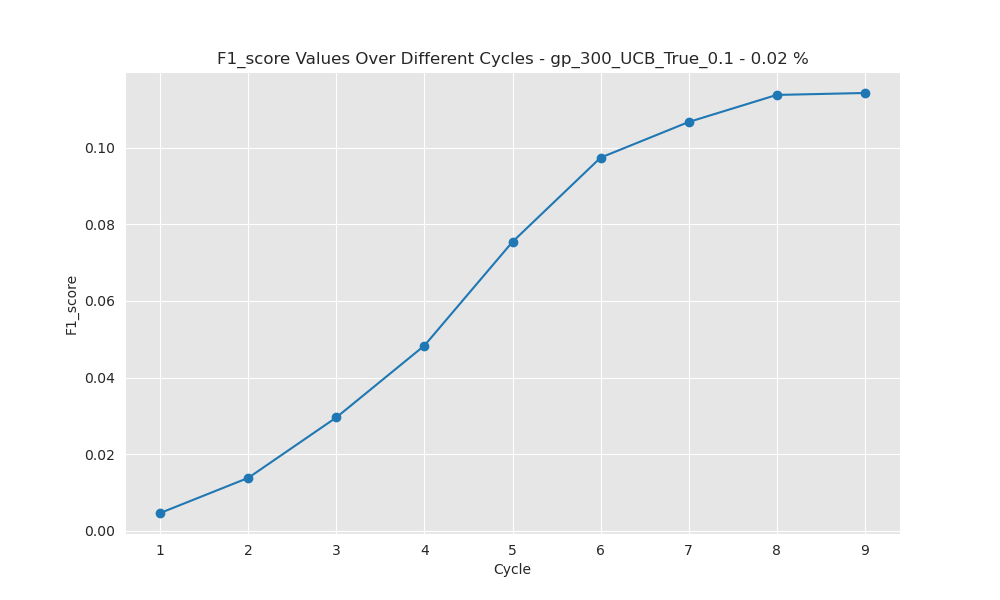 F1_score Values Over Different Cycles - gp_300_UCB_True_0.1 - 0.02 %
F1_score
0.10
0.08
0.06
0.04
0.02
0.00
1 2 3 4 5 6 7 8 9
Cycle